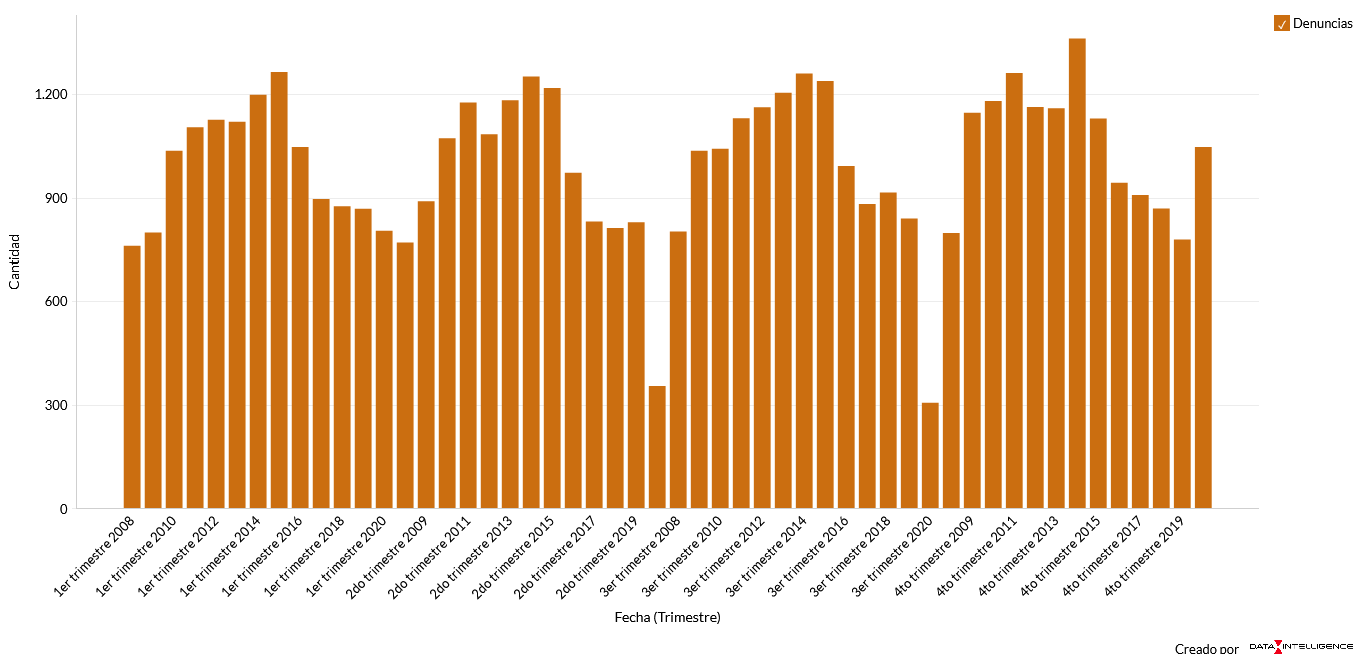 Denuncias
1.200
900
600
300
0
Cantidad
1er trimestre 2008
1er trimestre 2010
1er trimestre 2012
1er trimestre 2014
1er trimestre 2016
1er trimestre 2018
1er trimestre 2020
2do trimestre 2009
2do trimestre 2011
2do trimestre 2013
2do trimestre 2015
2do trimestre 2017
2do trimestre 2019
3er trimestre 2008
3er trimestre 2010
3er trimestre 2012
3er trimestre 2014
3er trimestre 2016
3er trimestre 2018
3er trimestre 2020
4to trimestre 2009
4to trimestre 2011
4to trimestre 2013
4to trimestre 2015
4to trimestre 2017
4to trimestre 2019
Fecha (Trimestre)
Creado por DATA INTELLIGENCE